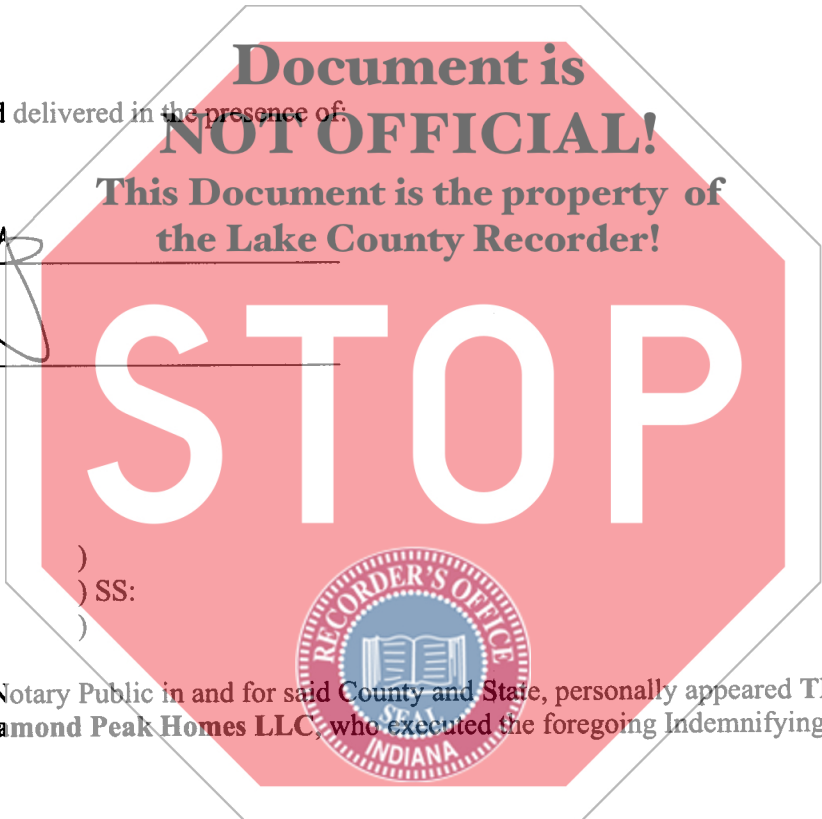 Document is
delivered in the presence of:
NOT OFFICIAL!
This Document is the property of
the Lake County Recorder!
STOP
)
) SS:
)
RECORDER'S OFFICE
SEAL
INDIANA
Notary Public in and for said County and State, personally appeared
amond Peak Homes LLC, who executed the foregoing Indemnifying